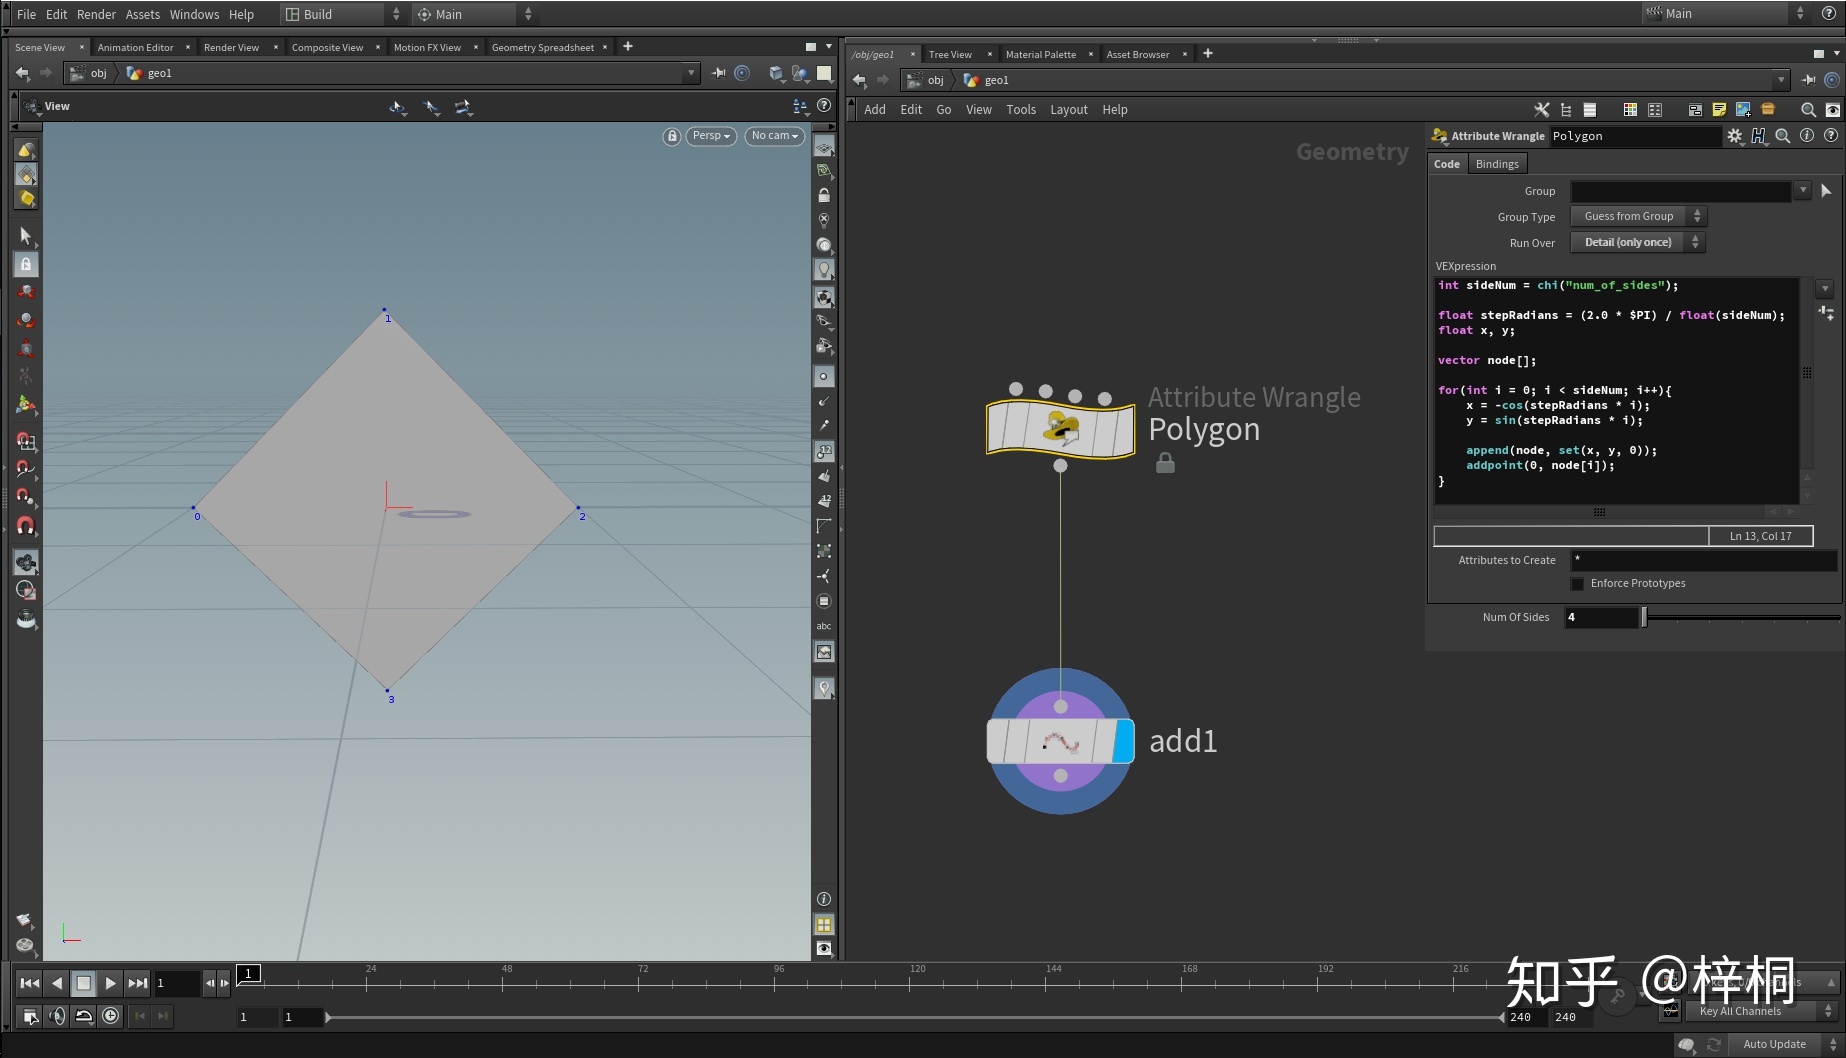 File Edit Render Assets Windows Help Build Main Main
Scene View Animation Editor Render View Composite View Motion FX View Geometry Spreadsheet
obj geo1
View
Persp No cam
1
0
2
3
/obj/geo1 Tree View Material Palette Asset Browser
obj geo1
Add Edit Go View Tools Layout Help
Geometry
Attribute Wrangle
Polygon
add1
Attribute Wrangle Polygon
Code Bindings
Group
Group Type Guess from Group
Run Over Detail (only once)
VEXpression
int sideNum = chi("num_of_sides");
float stepRadians = (2.0 * $PI) / float(sideNum);
float x, y;
vector node[];
for(int i = 0; i < sideNum; i++){
x = -cos(stepRadians * i);
y = sin(stepRadians * i);
append(node, set(x, y, 0));
addpoint(0, node[i]);
}
Ln 13, Col 17
Attributes to Create *
Enforce Prototypes
Num Of Sides 4
12
12
abc
1 1 24 48 72 96 120 144 168 192 216
知乎 @梓桐
1 1 240 240 Key All Channels
Auto Update